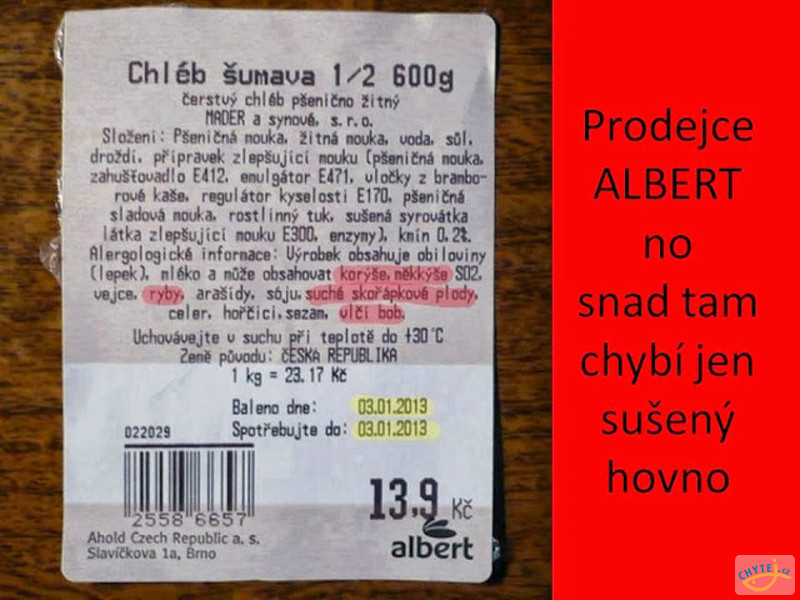 Chléb šumava 1/2 600g
čerstvý chléb pšenično žitný
MADER a synové, s.r.o.
Složení: Pšeničná mouka, žitná mouka, voda, sůl,
droždí, přípravek zlepšující mouku (pšeničná mouka,
zahušťovadlo E412, emulgátor E471, vločky z brambo-
rové kaše, regulátor kyselosti E170, pšeničná
sladová mouka, rostlinný tuk, sušená syrovátka
látka zlepšující mouku E300, enzymy), kmín 0,2%.
Alergologické informace: Výrobek obsahuje obiloviny
(lepek), mléko a může obsahovat korýše, měkkýše SO2,
vejce, ryby, arašídy, sóju, suché skořápkové plody,
celer, hořčici, sezam, vlčí bob.
Uchovávejte v suchu při teplotě do +30°C
Země původu: ČESKÁ REPUBLIKA
1 kg = 23.17 Kč
Baleno dne: 03.01.2013
Spotřebujte do: 03.01.2013
022029
2558 6657
13,9 Kč
albert
Ahold Czech Republic a. s.
Slavíčkova 1a, Brno
Prodejce
ALBERT
no
snad tam
chybí jen
sušený
hovno
CHYTEJ.cz